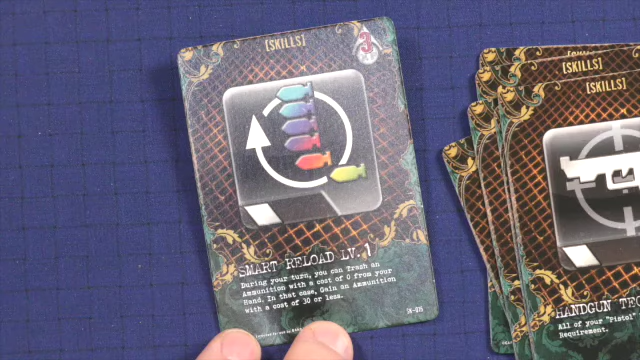 [SKILLS]
3
SMART RELOAD LV. 1
During your turn, you can Trash an
Ammunition with a cost of 0 from your
Hand. In that case, Gain an Ammunition
with a cost of 30 or less.
[SKILLS]
[SKILLS]
HANDGUN TE
All of your "Pistol"
Requirement.